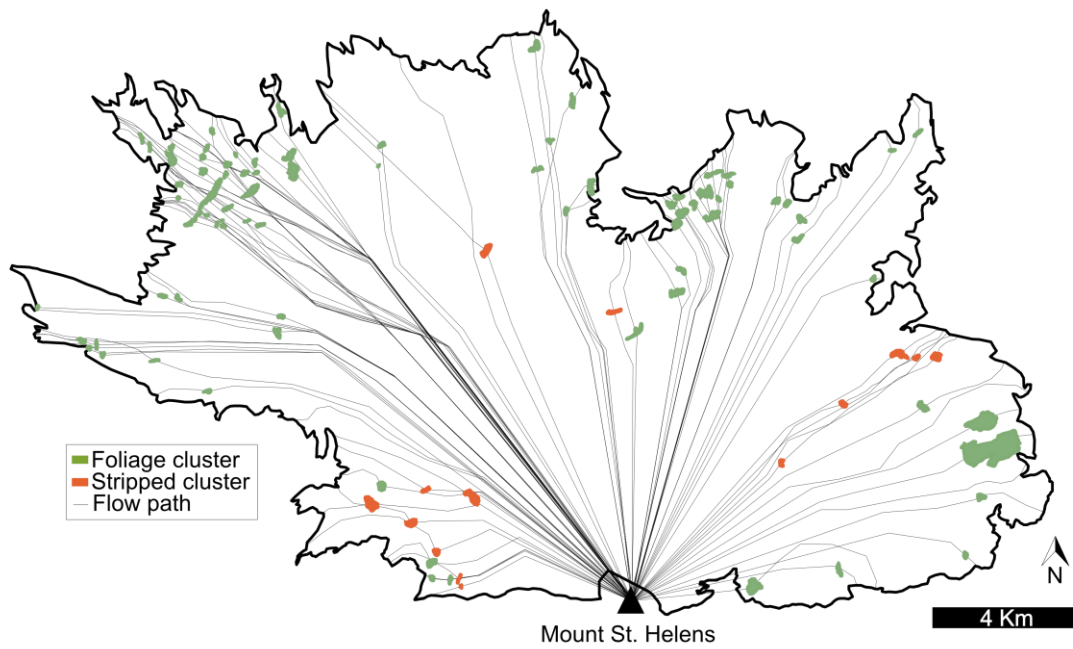 Foliage cluster
Stripped cluster
Flow path
N
4 Km
Mount St. Helens